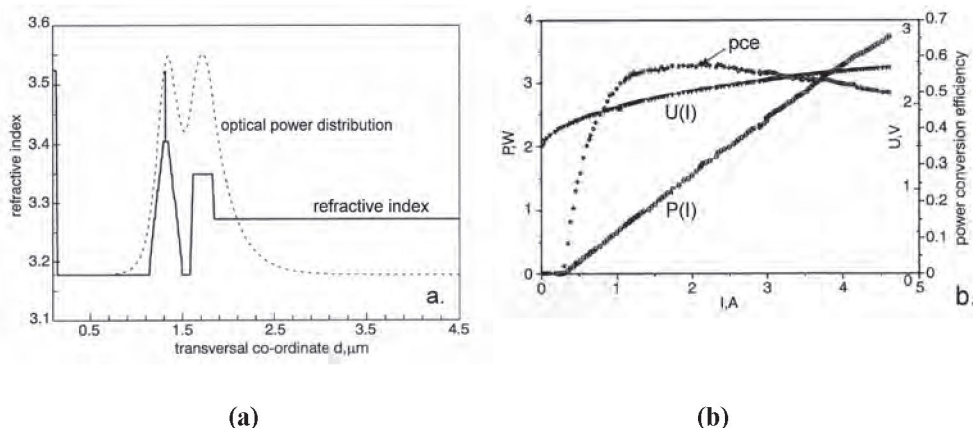 3.6
3.5
3.4
3.3
3.2
3.1
refractive index
optical power distribution
refractive index
a.
0.5 1.5 2.5 3.5 4.5
transversal co-ordinate d,μm
4
3
2
1
0
P,W
pce
U(I)
P(I)
0 1 2 3 4 5
I,A
3
2
1
0
U,V
0.7
0.6
0.5
0.4
0.3
0.2
0.1
0
power conversion efficiency
b.
(a) (b)